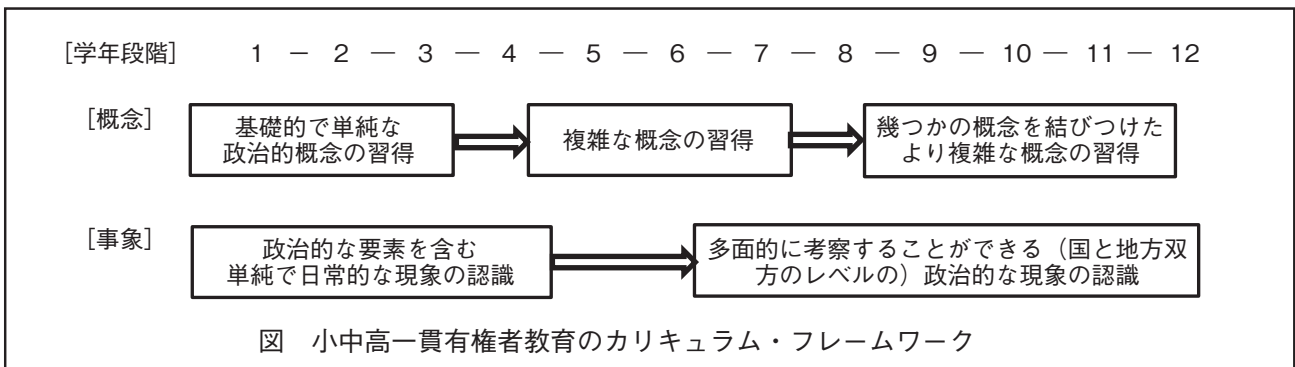 [学年段階] 1 － 2 － 3 － 4 － 5 － 6 － 7 － 8 － 9 － 10 － 11 － 12
[概念]
基礎的で単純な
政治的概念の習得
複雑な概念の習得
幾つかの概念を結びつけた
より複雑な概念の習得
[事象]
政治的な要素を含む
単純で日常的な現象の認識
多面的に考察することができる（国と地方双
方のレベルの）政治的な現象の認識
図　小中高一貫有権者教育のカリキュラム・フレームワーク